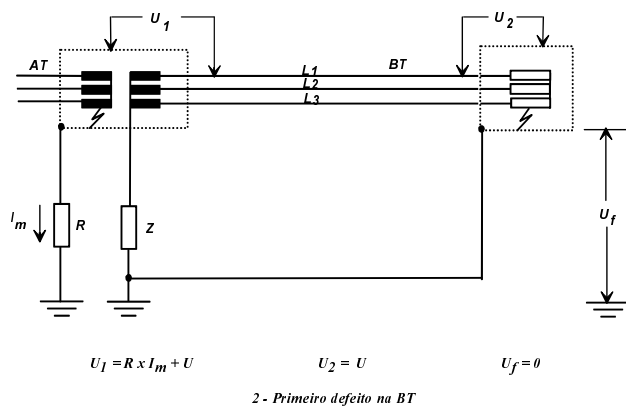 U1 U2
AT L1 BT
L2
L3
Im R Z Uf
U1 = R x Im + U U2 = U Uf = 0
2 - Primeiro defeito na BT